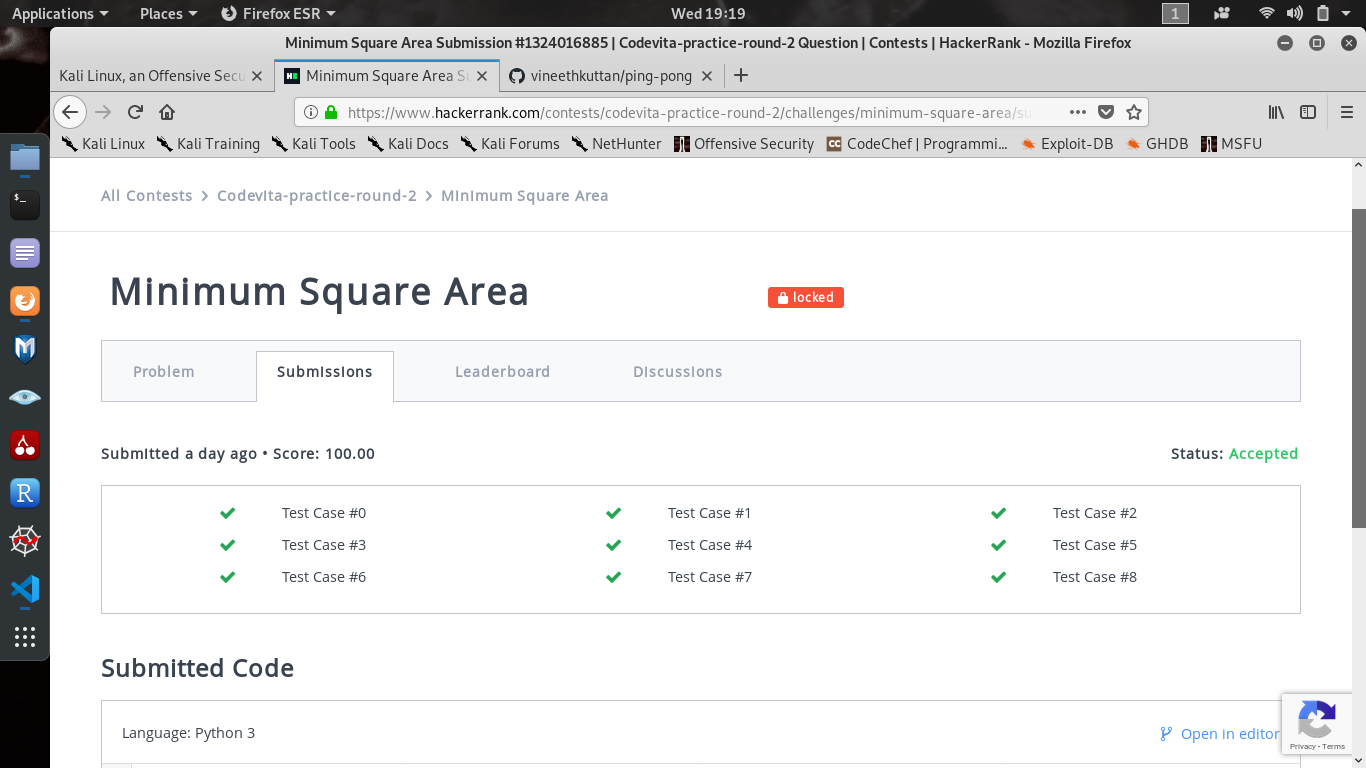 Applications Places Firefox ESR Wed 19:19 1
Minimum Square Area Submission #1324016885 | Codevita-practice-round-2 Question | Contests | HackerRank - Mozilla Firefox
Kali Linux, an Offensive Secu Minimum Square Area Su vineethkuttan/ping-pong
https://www.hackerrank.com/contests/codevita-practice-round-2/challenges/minimum-square-area/su
Kali Linux Kali Training Kali Tools Kali Docs Kali Forums NetHunter Offensive Security CC CodeChef | Programmi… Exploit-DB GHDB MSFU
All Contests > Codevita-practice-round-2 > Minimum Square Area
Minimum Square Area locked
Problem Submissions Leaderboard Discussions
Submitted a day ago • Score: 100.00 Status: Accepted
Test Case #0 Test Case #1 Test Case #2
Test Case #3 Test Case #4 Test Case #5
Test Case #6 Test Case #7 Test Case #8
Submitted Code
Language: Python 3 Open in editor
Privacy - Terms